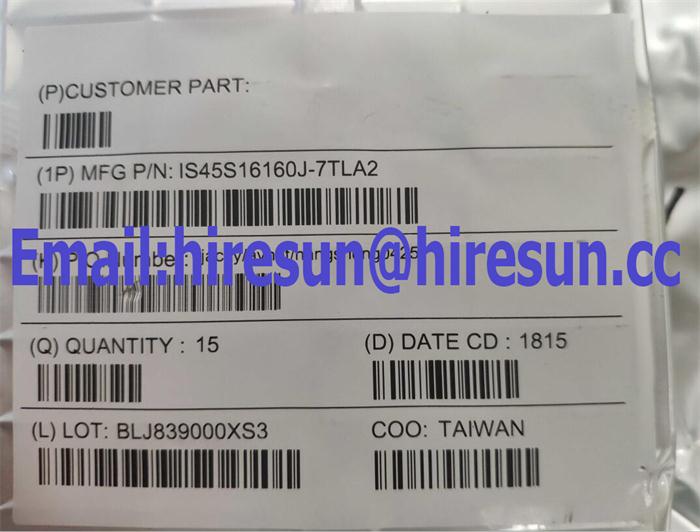 (P)CUSTOMER PART:
(1P) MFG P/N: IS45S16160J-7TLA2
Email:hiresun@hiresun.cc
(K) P.O. Number:
(Q) QUANTITY : 15
(D) DATE CD : 1815
(L) LOT: BLJ839000XS3
COO: TAIWAN